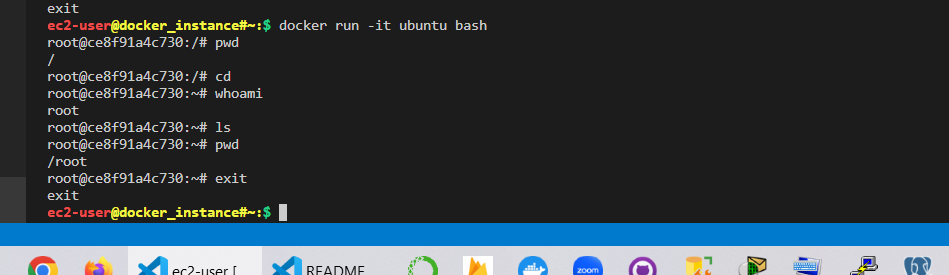 exit
ec2-user@docker_instance#~:$ docker run -it ubuntu bash
root@ce8f91a4c730:/# pwd
/
root@ce8f91a4c730:/# cd
root@ce8f91a4c730:~# whoami
root
root@ce8f91a4c730:~# ls
root@ce8f91a4c730:~# pwd
/root
root@ce8f91a4c730:~# exit
exit
ec2-user@docker_instance#~:$
ec2-user [
README
zoom